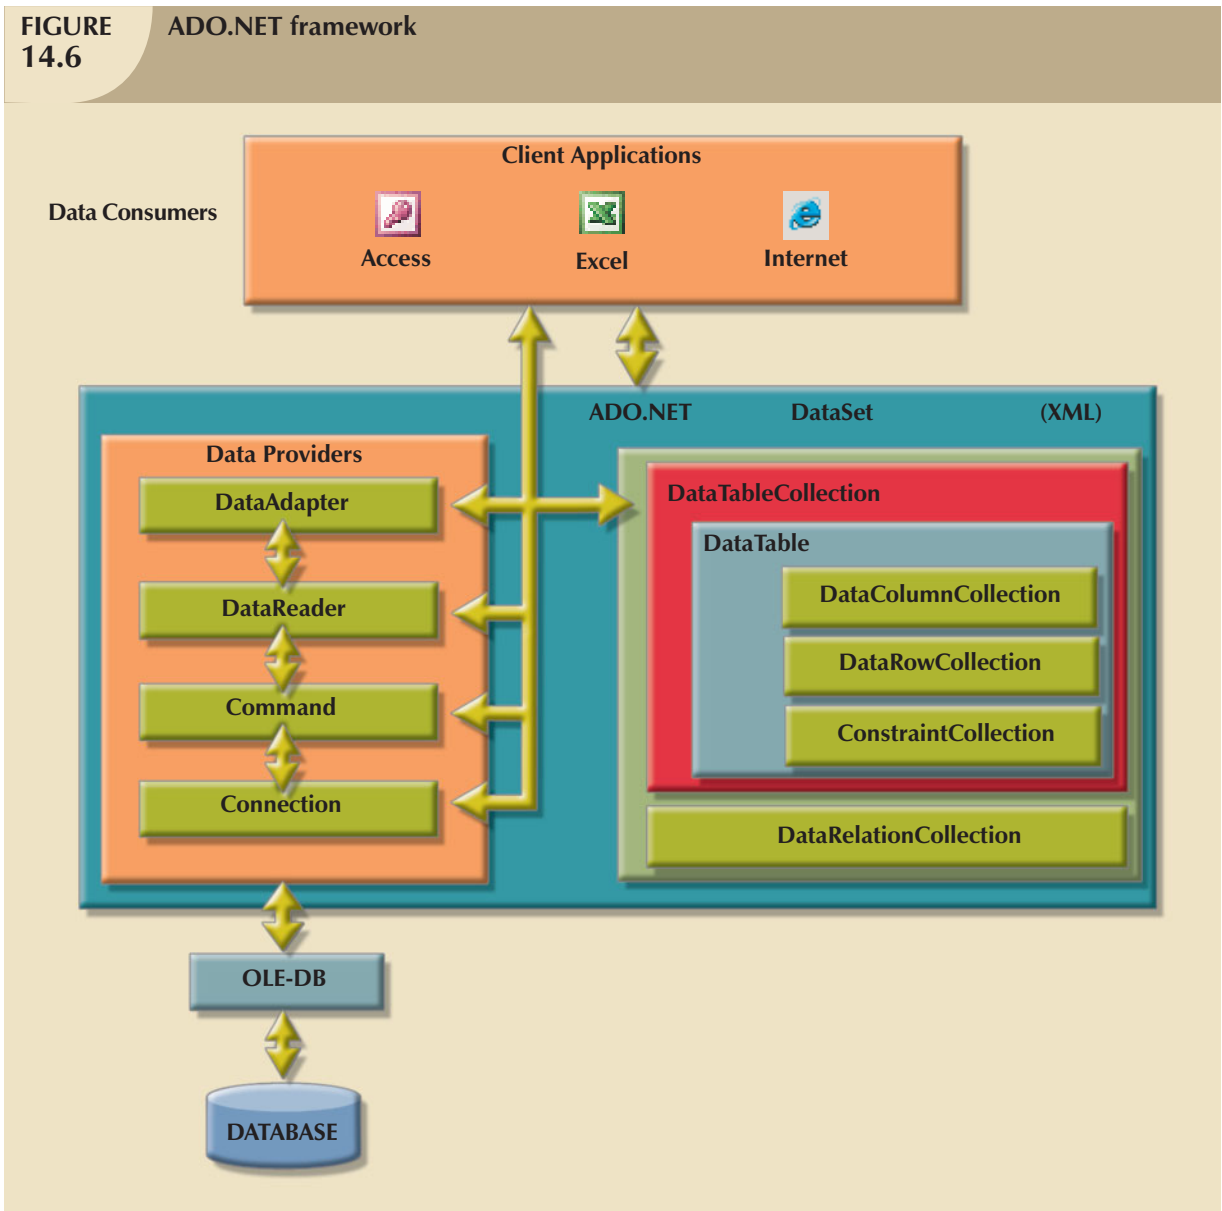 FIGURE
14.6
ADO.NET framework
Client Applications
Data Consumers
Access
Excel
Internet
ADO.NET DataSet (XML)
Data Providers
DataAdapter
DataReader
Command
Connection
DataTableCollection
DataTable
DataColumnCollection
DataRowCollection
ConstraintCollection
DataRelationCollection
OLE-DB
DATABASE